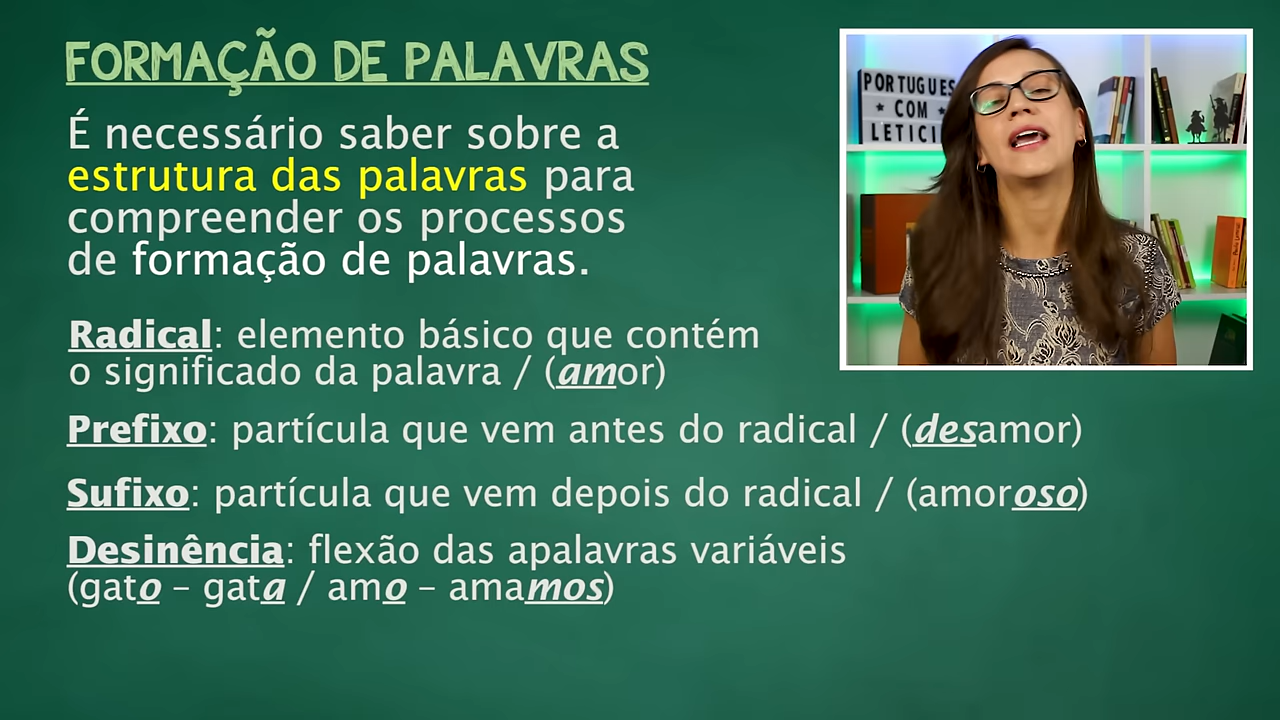 FORMAÇÃO DE PALAVRAS
É necessário saber sobre a
estrutura das palavras para
compreender os processos
de formação de palavras.
Radical: elemento básico que contém
o significado da palavra / (amor)
Prefixo: partícula que vem antes do radical / (desamor)
Sufixo: partícula que vem depois do radical / (amoroso)
Desinência: flexão das apalavras variáveis
(gato – gata / amo – amamos)
PORTUGUES
★ COM ★
LETICI